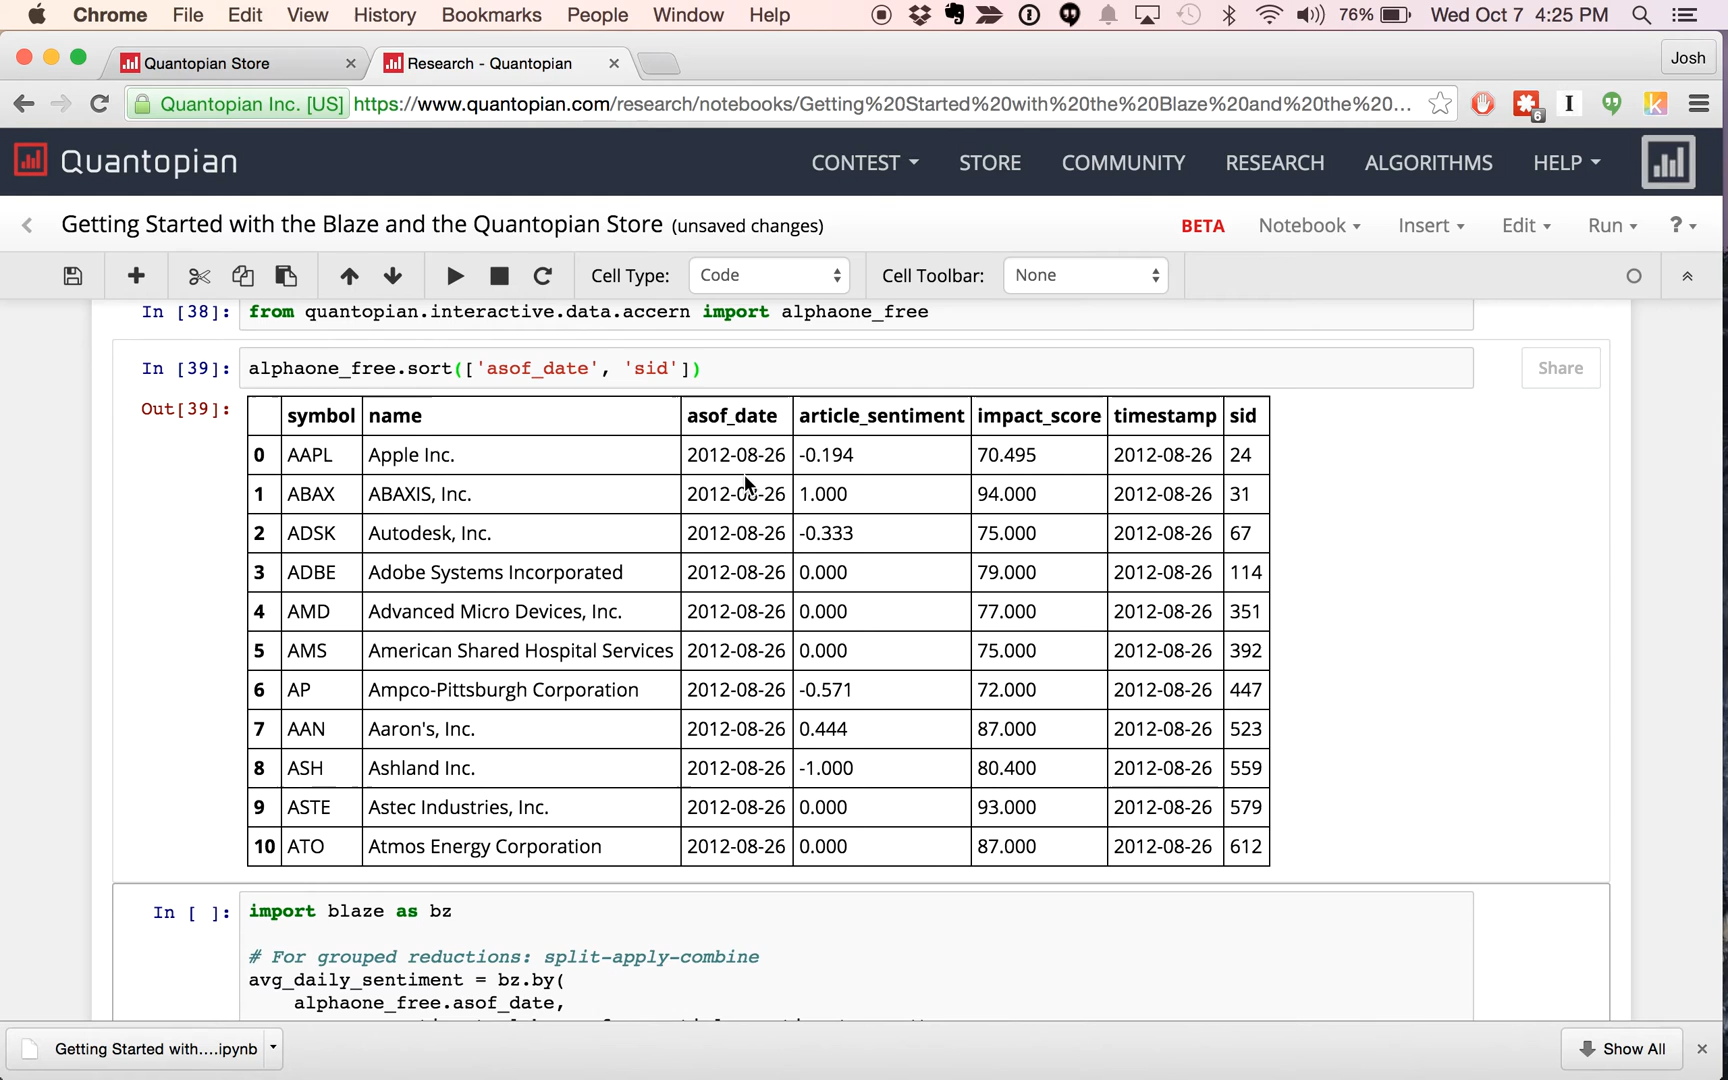 Chrome File Edit View History Bookmarks People Window Help 76% Wed Oct 7 4:25 PM
Quantopian Store × Research - Quantopian × Josh
Quantopian Inc. [US] https://www.quantopian.com/research/notebooks/Getting%20Started%20with%20the%20Blaze%20and%20the%20... 6
Quantopian CONTEST STORE COMMUNITY RESEARCH ALGORITHMS HELP
Getting Started with the Blaze and the Quantopian Store (unsaved changes) BETA Notebook Insert Edit Run ?
Cell Type: Code Cell Toolbar: None
In [38]: from quantopian.interactive.data.accern import alphaone_free
In [39]: alphaone_free.sort(['asof_date', 'sid']) Share
Out[39]: symbol name asof_date article_sentiment impact_score timestamp sid
0 AAPL Apple Inc. 2012-08-26 -0.194 70.495 2012-08-26 24
1 ABAX ABAXIS, Inc. 2012-08-26 1.000 94.000 2012-08-26 31
2 ADSK Autodesk, Inc. 2012-08-26 -0.333 75.000 2012-08-26 67
3 ADBE Adobe Systems Incorporated 2012-08-26 0.000 79.000 2012-08-26 114
4 AMD Advanced Micro Devices, Inc. 2012-08-26 0.000 77.000 2012-08-26 351
5 AMS American Shared Hospital Services 2012-08-26 0.000 75.000 2012-08-26 392
6 AP Ampco-Pittsburgh Corporation 2012-08-26 -0.571 72.000 2012-08-26 447
7 AAN Aaron's, Inc. 2012-08-26 0.444 87.000 2012-08-26 523
8 ASH Ashland Inc. 2012-08-26 -1.000 80.400 2012-08-26 559
9 ASTE Astec Industries, Inc. 2012-08-26 0.000 93.000 2012-08-26 579
10 ATO Atmos Energy Corporation 2012-08-26 0.000 87.000 2012-08-26 612
In [ ]: import blaze as bz
# For grouped reductions: split-apply-combine
avg_daily_sentiment = bz.by(
alphaone_free.asof_date,
Getting Started with....ipynb Show All ×